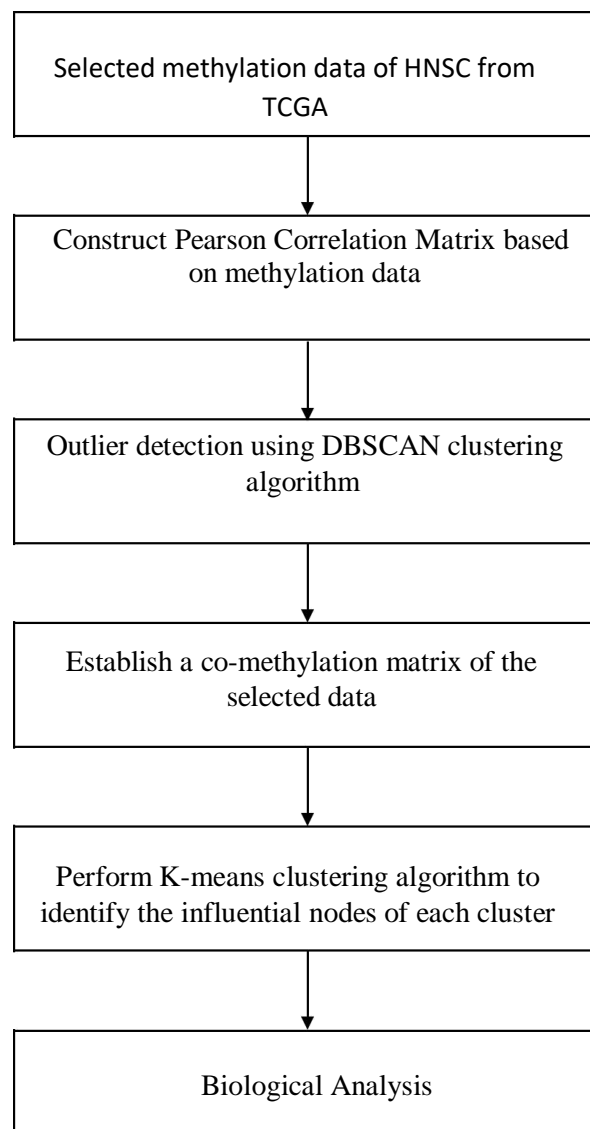 Selected methylation data of HNSC from
TCGA
Construct Pearson Correlation Matrix based
on methylation data
Outlier detection using DBSCAN clustering
algorithm
Establish a co-methylation matrix of the
selected data
Perform K-means clustering algorithm to
identify the influential nodes of each cluster
Biological Analysis